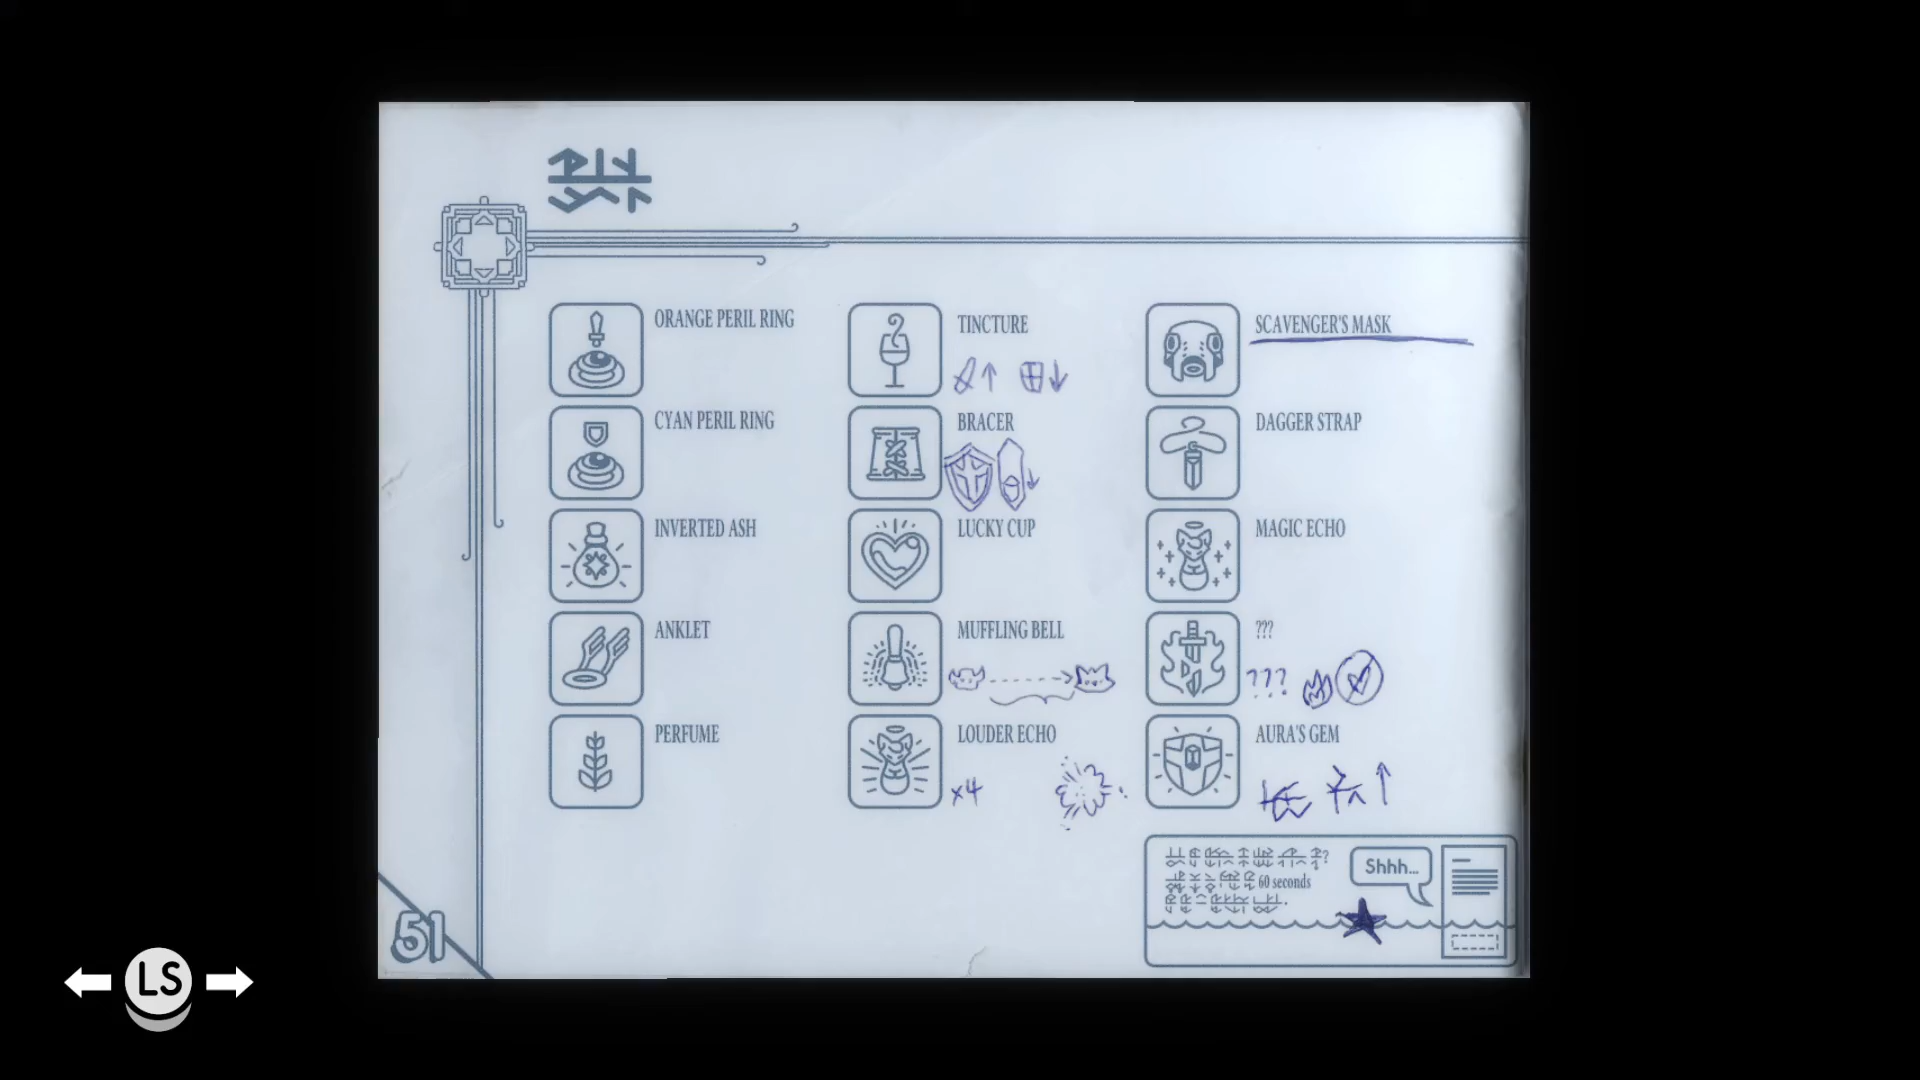 ORANGE PERIL RING
CYAN PERIL RING
INVERTED ASH
ANKLET
PERFUME
TINCTURE
BRACER
LUCKY CUP
MUFFLING BELL
LOUDER ECHO
x4
SCAVENGER'S MASK
DAGGER STRAP
MAGIC ECHO
???
???
AURA'S GEM
?
60 seconds
Shhh...
51
LS